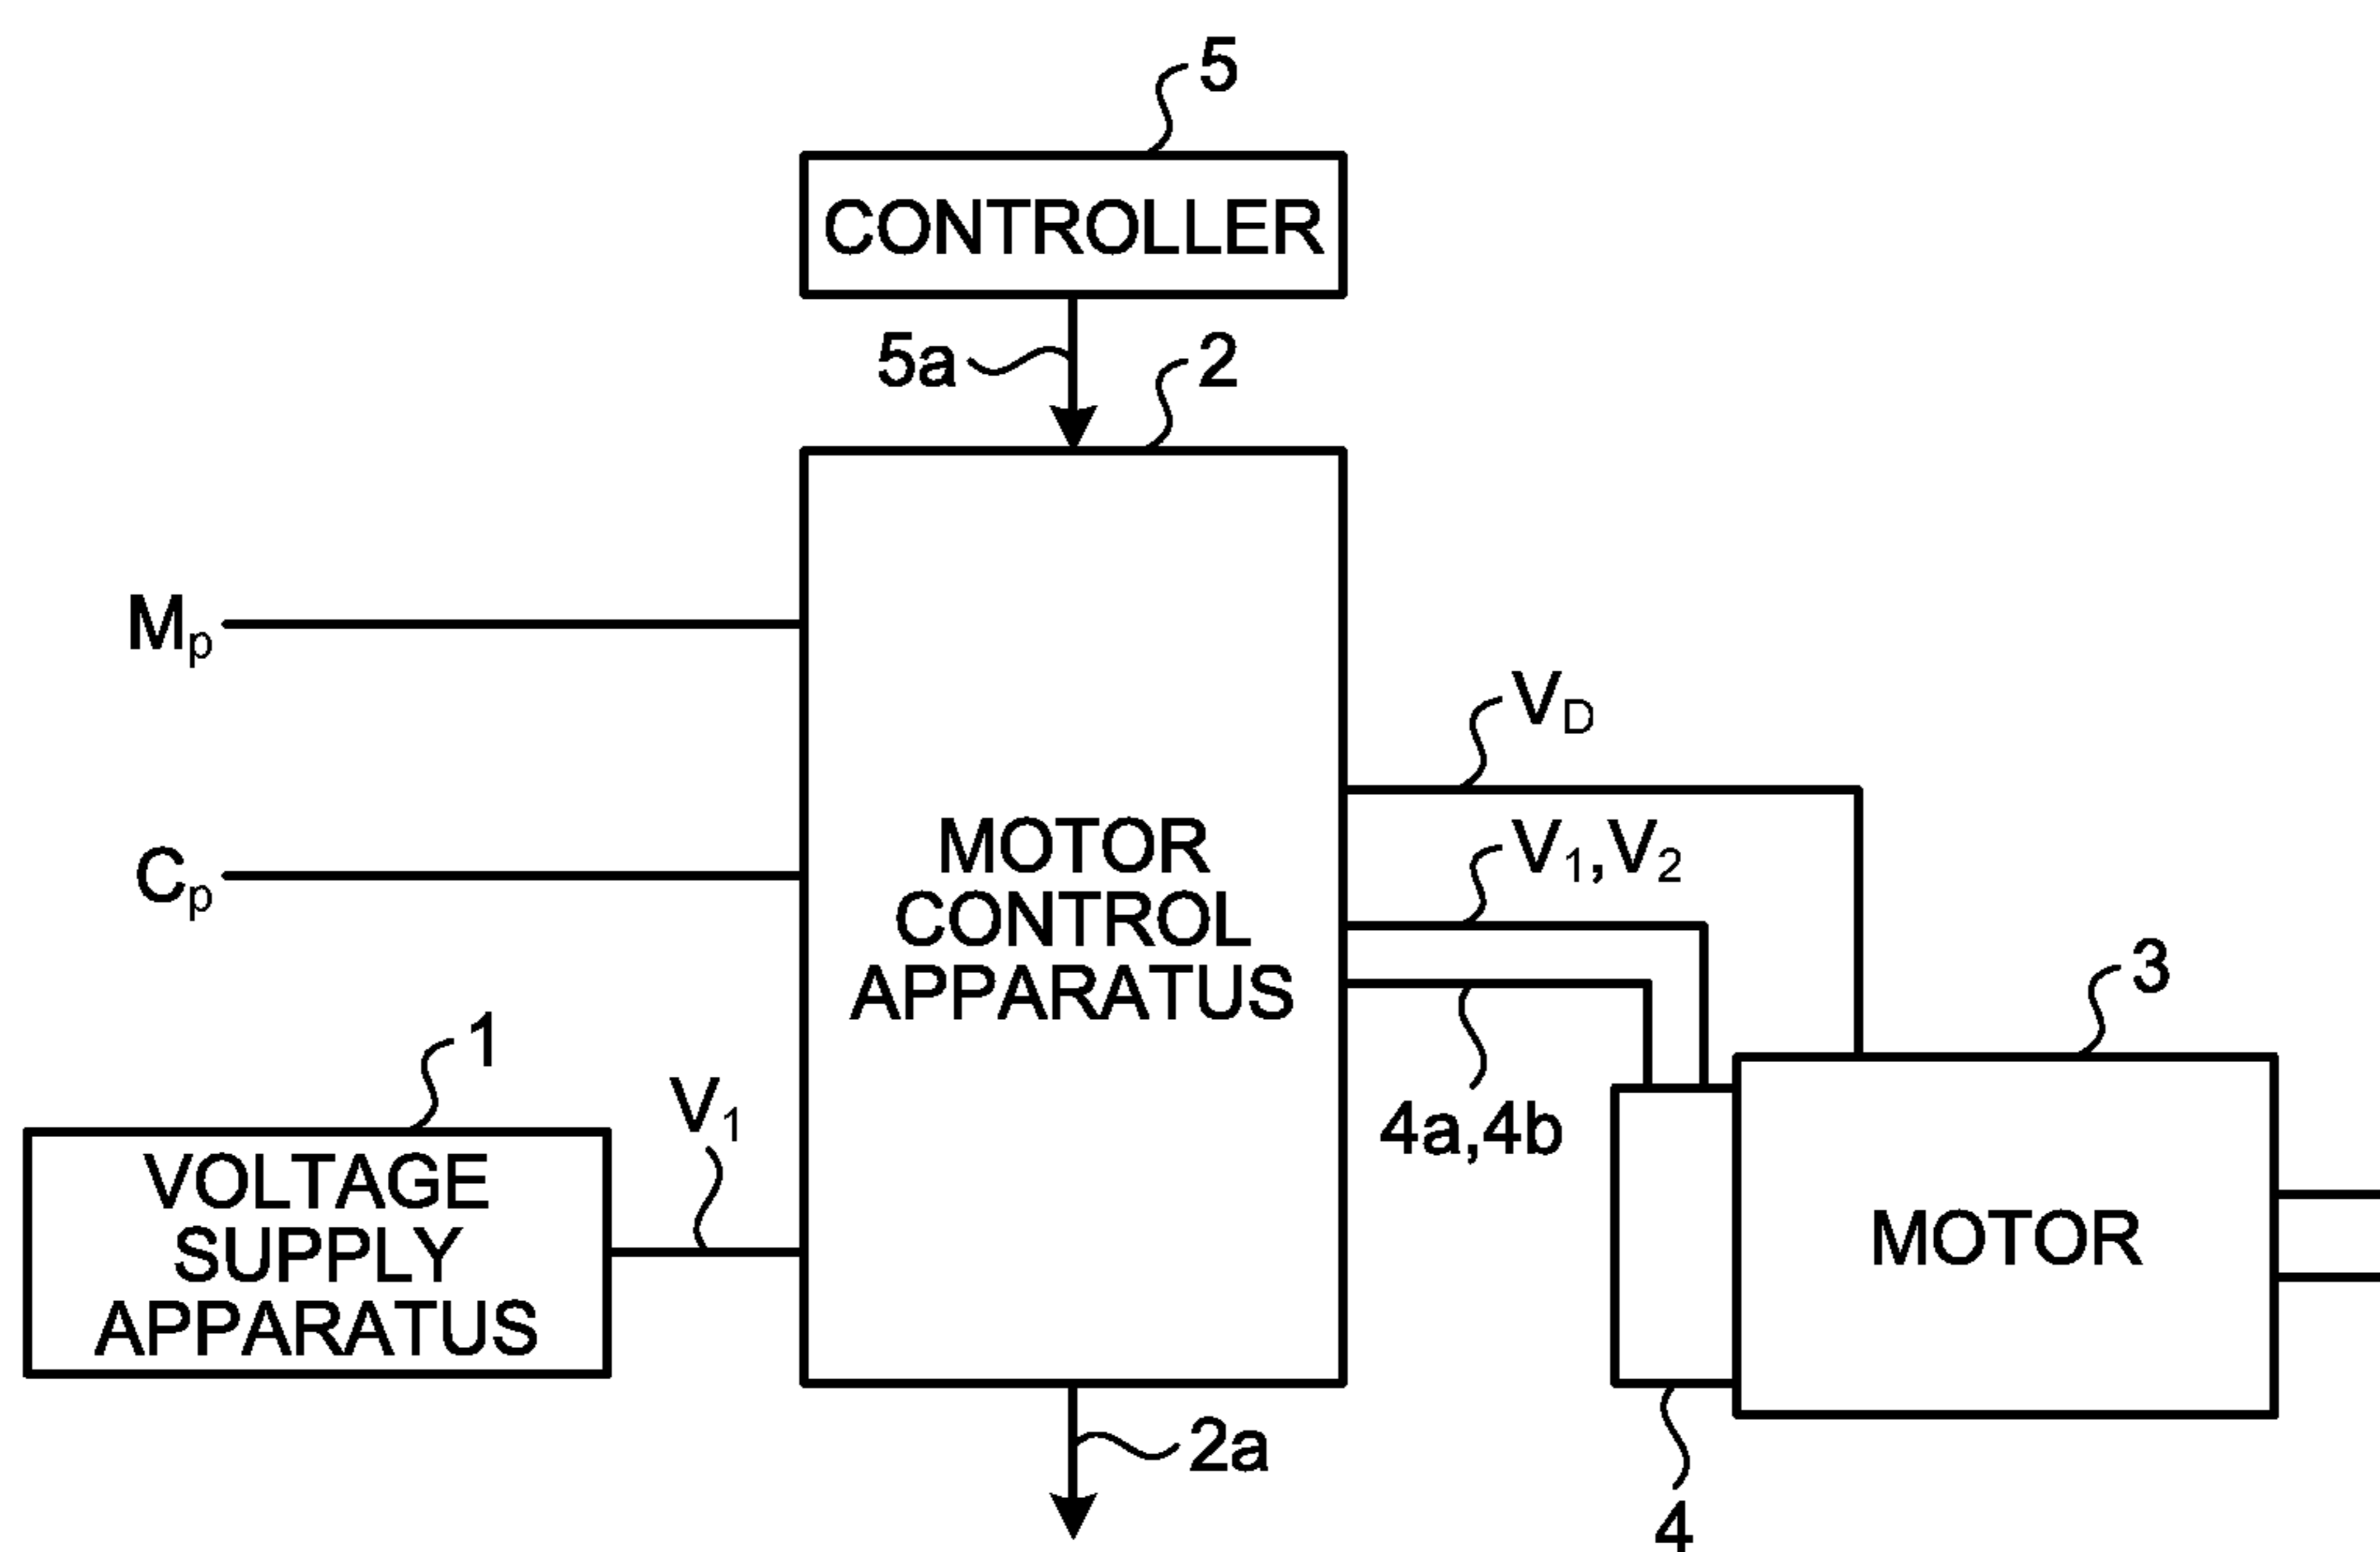 5
CONTROLLER
5a
2
Mp
VD
Cp
V1,V2
MOTOR
CONTROL
APPARATUS
3
1
V1
4a,4b
VOLTAGE
SUPPLY
APPARATUS
MOTOR
2a
4